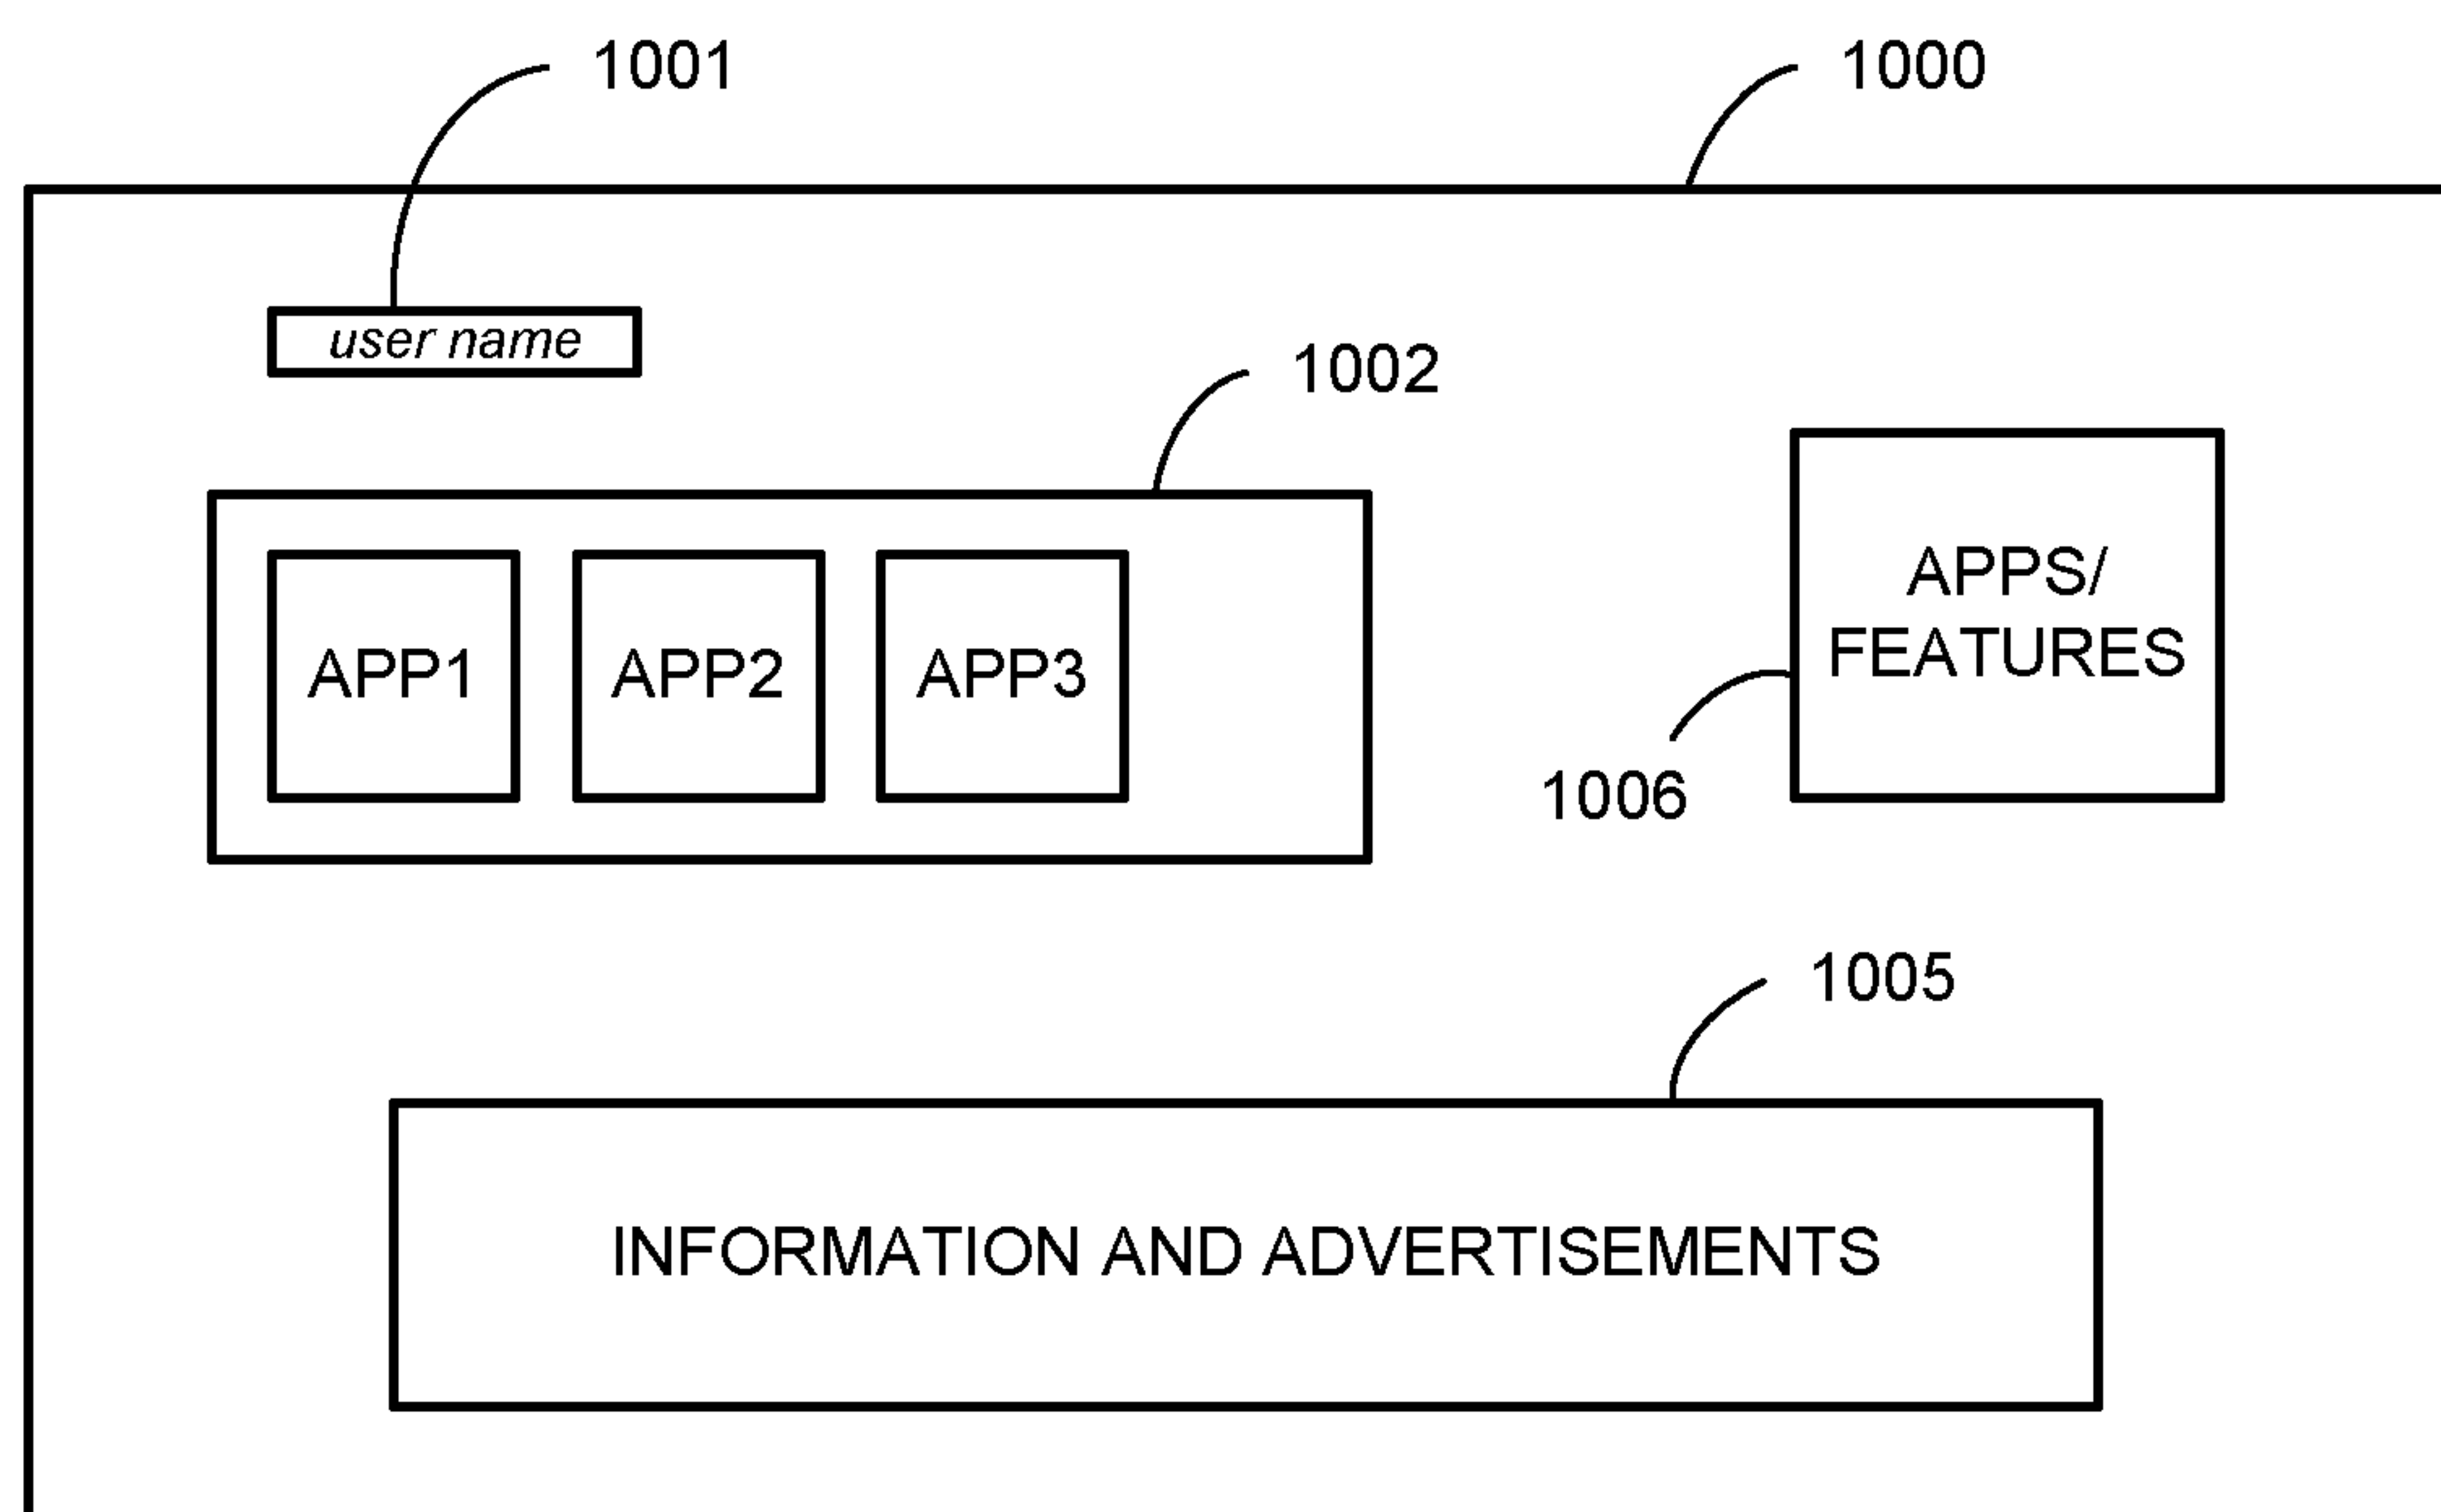 1001
1000
user name
1002
APP1 APP2 APP3
APPS/
FEATURES
1006
1005
INFORMATION AND ADVERTISEMENTS